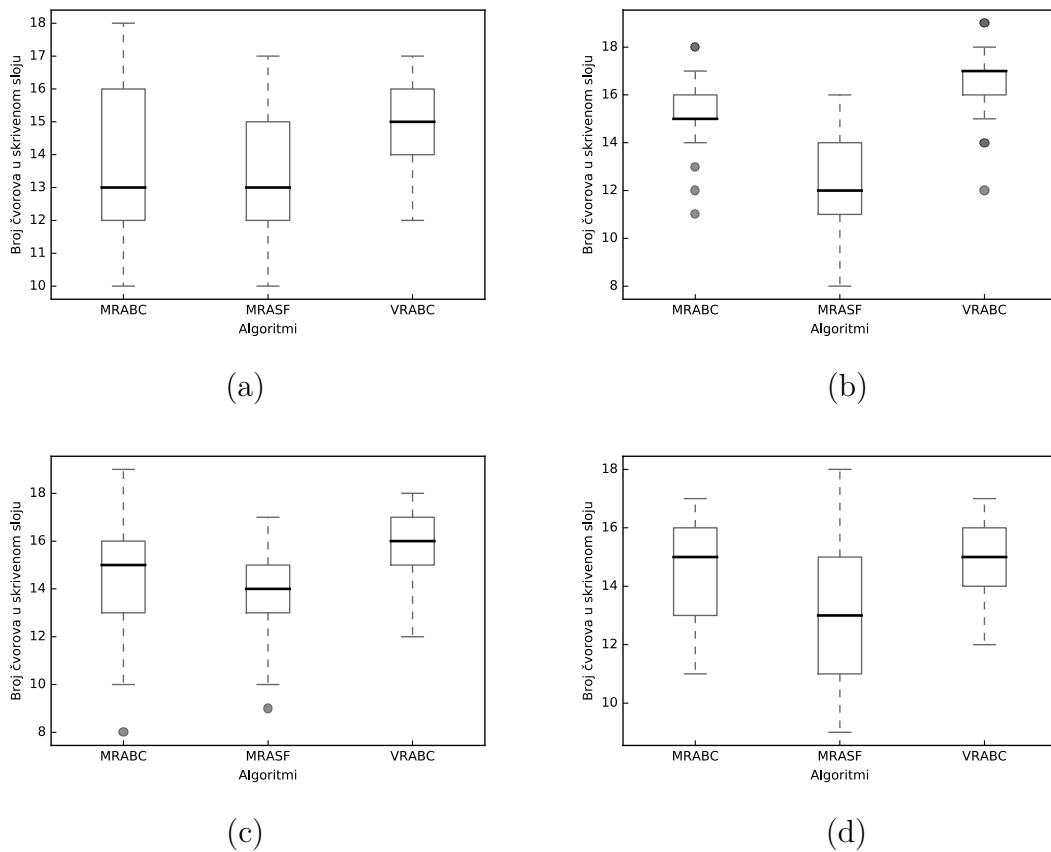 Broj čvorova u skrivenom sloju
18
17
16
15
14
13
12
11
10
MRABC MRASF VRABC
Algoritmi
(a)
Broj čvorova u skrivenom sloju
18
16
14
12
10
8
MRABC MRASF VRABC
Algoritmi
(b)
Broj čvorova u skrivenom sloju
18
16
14
12
10
8
MRABC MRASF VRABC
Algoritmi
(c)
Broj čvorova u skrivenom sloju
18
16
14
12
10
MRABC MRASF VRABC
Algoritmi
(d)